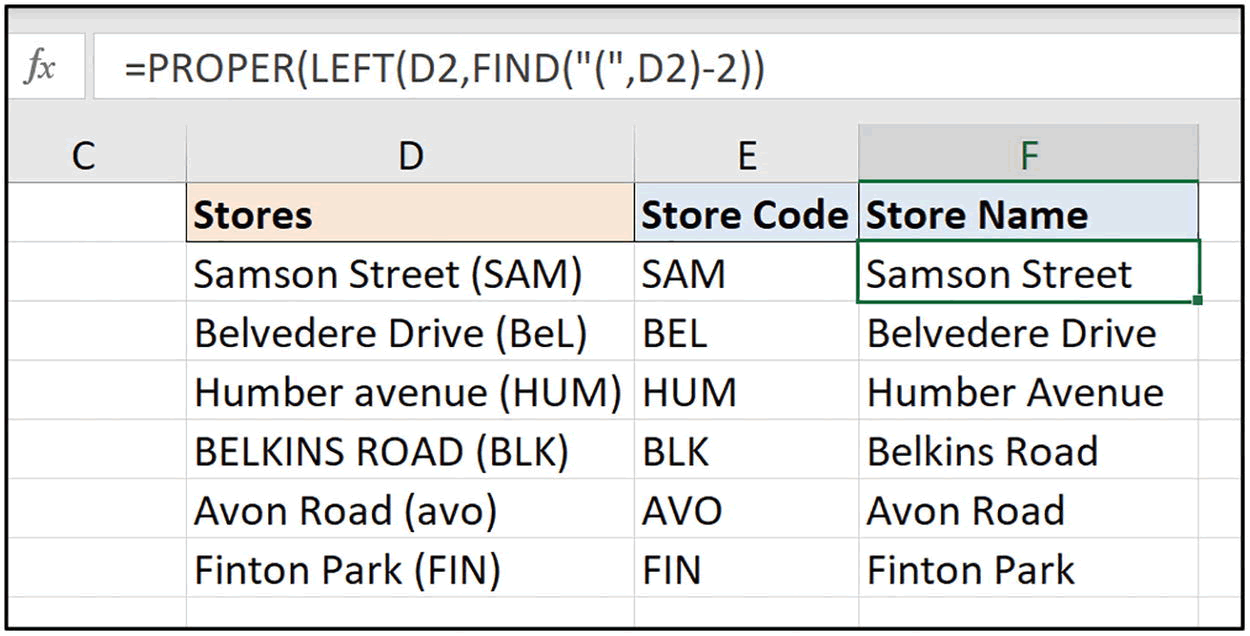 fx =PROPER(LEFT(D2,FIND("(",D2)-2))
C D E F
Stores Store Code Store Name
Samson Street (SAM) SAM Samson Street
Belvedere Drive (BeL) BEL Belvedere Drive
Humber avenue (HUM) HUM Humber Avenue
BELKINS ROAD (BLK) BLK Belkins Road
Avon Road (avo) AVO Avon Road
Finton Park (FIN) FIN Finton Park